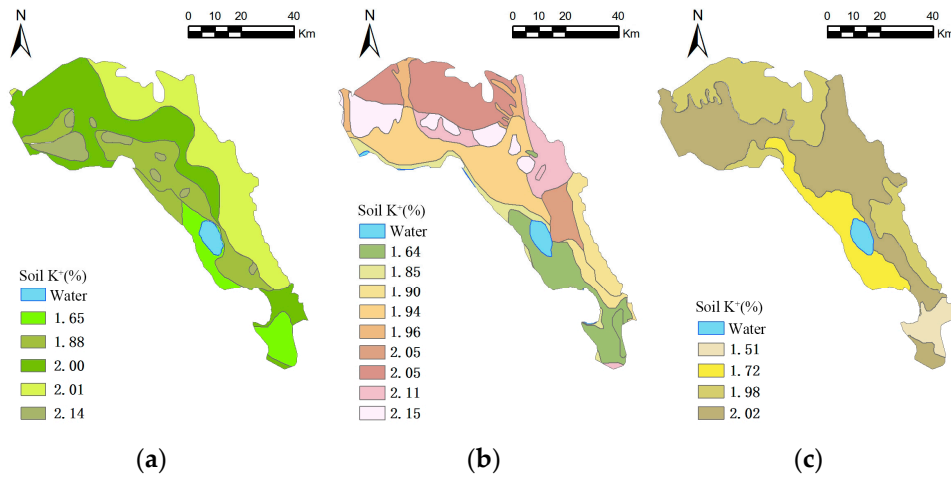 N
0 10 20 40
Km
Soil K⁺(%)
Water
1.65
1.88
2.00
2.01
2.14
(a)
N
0 10 20 40
Km
Soil K⁺(%)
Water
1.64
1.85
1.90
1.94
1.96
2.05
2.05
2.11
2.15
(b)
N
0 10 20 40
Km
Soil K⁺(%)
Water
1.51
1.72
1.98
2.02
(c)